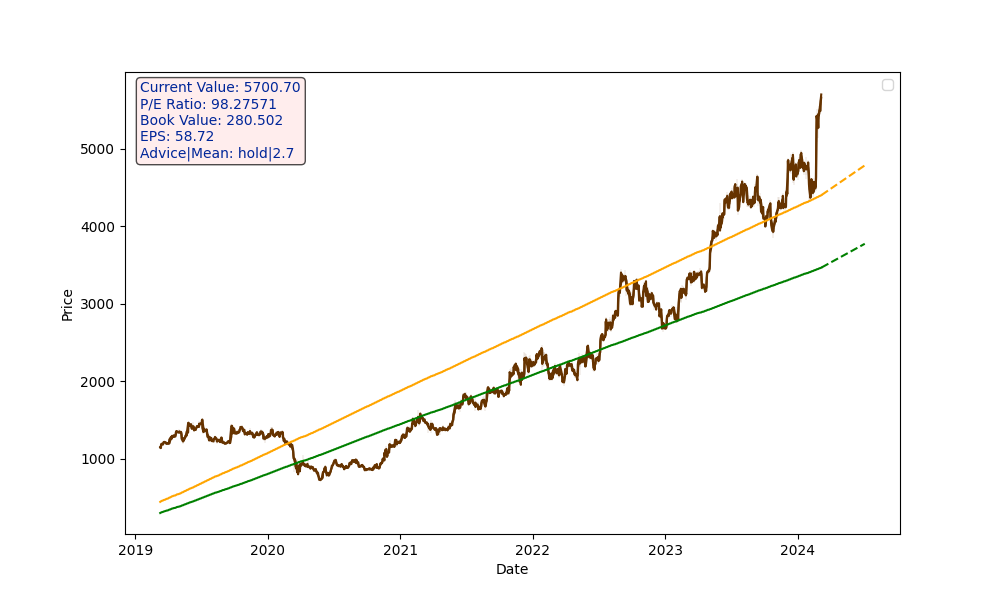 Current Value: 5700.70
P/E Ratio: 98.27571
Book Value: 280.502
EPS: 58.72
Advice|Mean: hold|2.7
5000
4000
3000
2000
1000
Price
2019 2020 2021 2022 2023 2024
Date